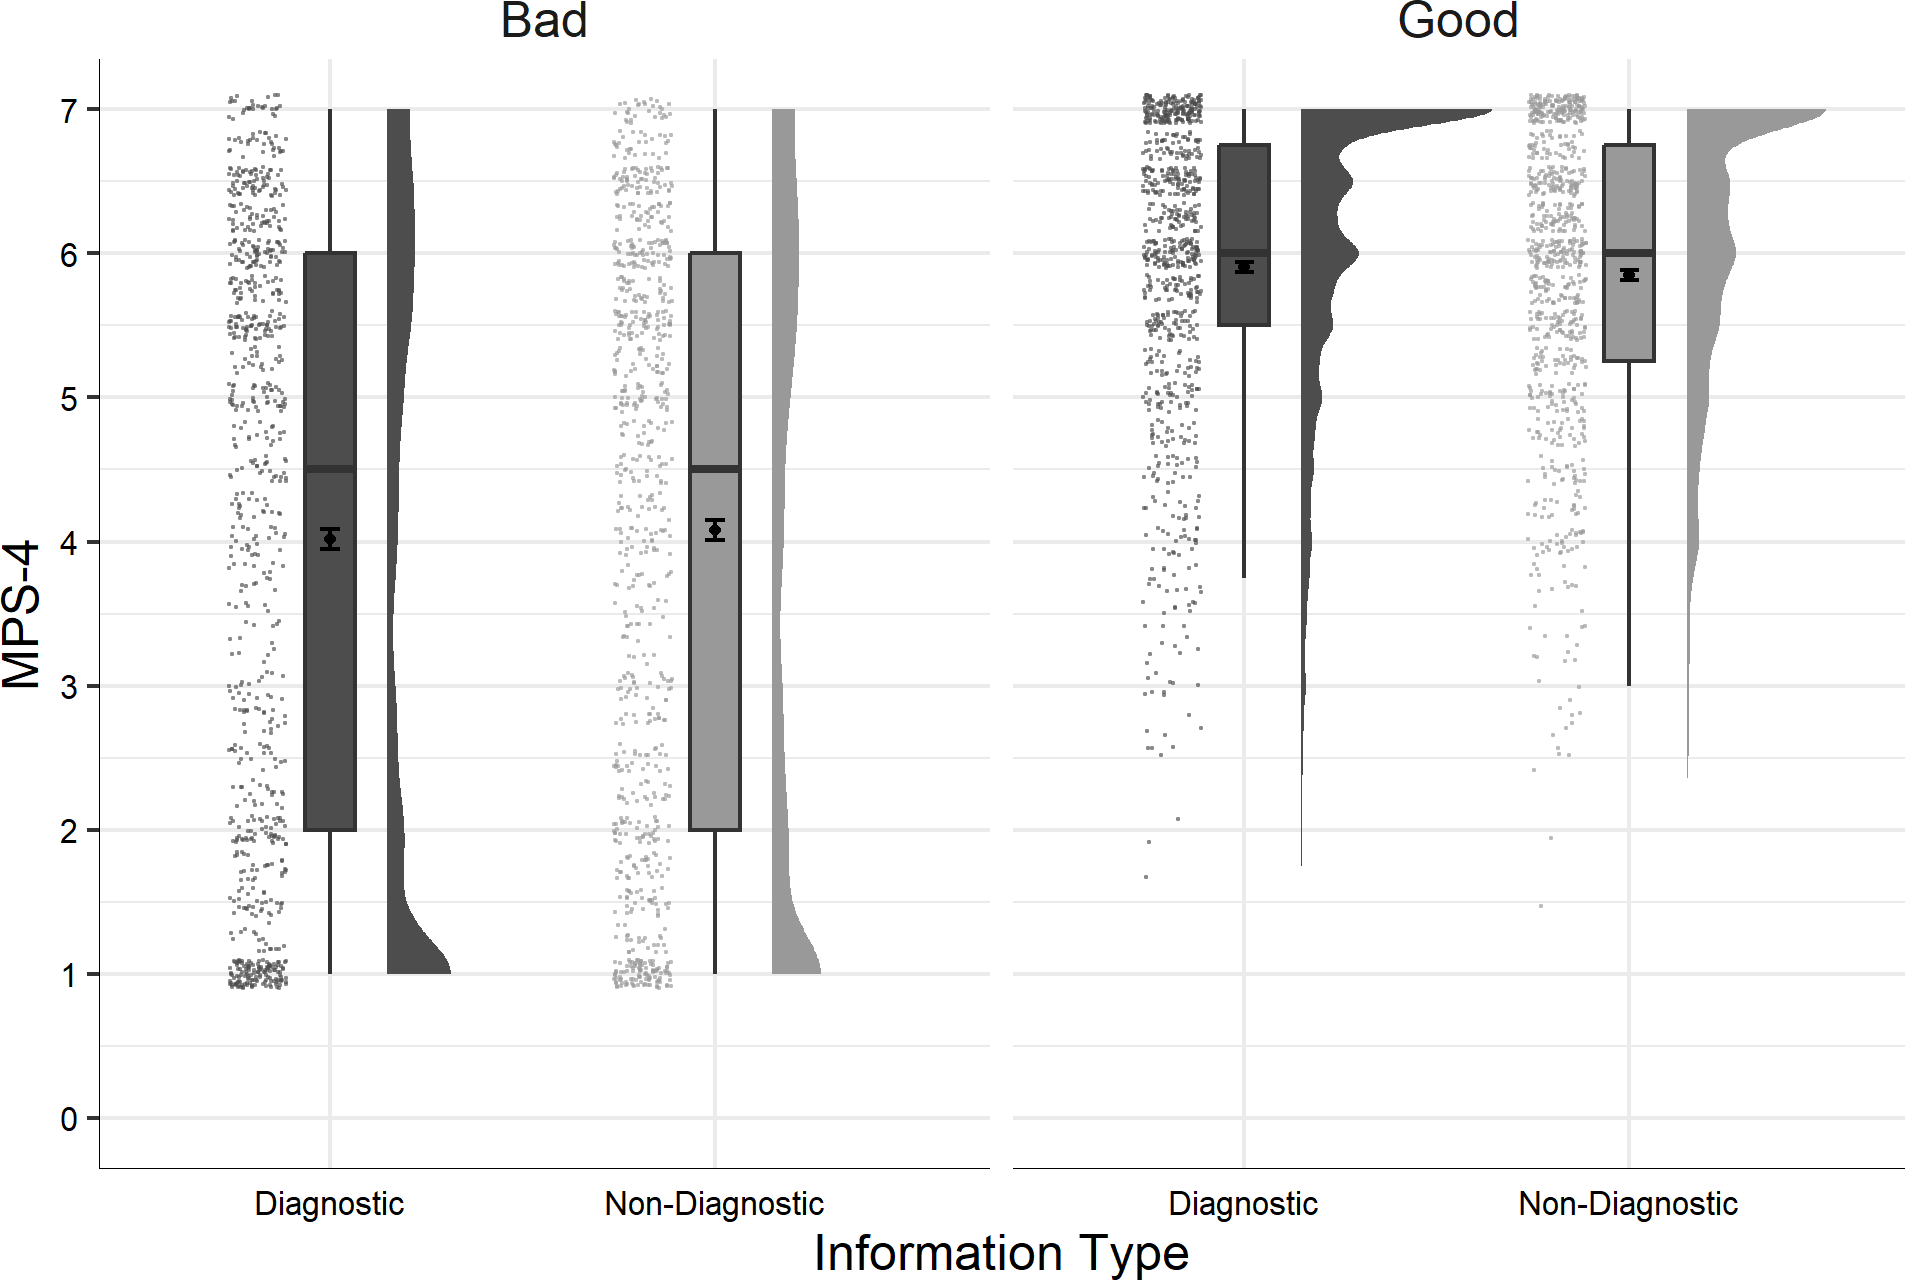 Bad
Good
7
6
5
4
3
2
1
0
MPS-4
Diagnostic
Non-Diagnostic
Diagnostic
Non-Diagnostic
Information Type